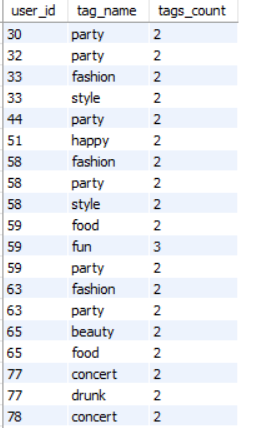 user_id tag_name tags_count
30 party 2
32 party 2
33 fashion 2
33 style 2
44 party 2
51 happy 2
58 fashion 2
58 party 2
58 style 2
59 food 2
59 fun 3
59 party 2
63 fashion 2
63 party 2
65 beauty 2
65 food 2
77 concert 2
77 drunk 2
78 concert 2